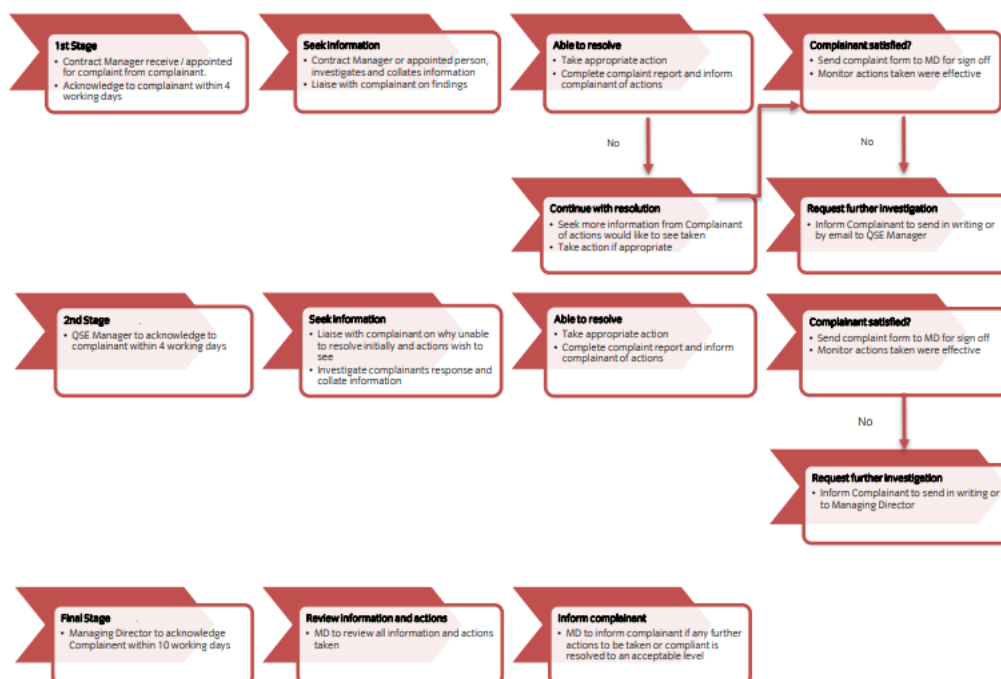 1st Stage
• Contract Manager receive / appointed
for complaint from complainant.
• Acknowledge to complainant within 4
working days
Seek information
• Contract Manager or appointed person,
investigates and collates information
• Liaise with complainant on findings
Able to resolve
• Take appropriate action
• Complete complaint report and inform
complainant of actions
Complainant satisfied?
• Send complaint form to MD for sign off
• Monitor actions taken were effective
No
No
Continue with resolution
• Seek more information from Complainant
of actions would like to see taken
• Take action if appropriate
Request further investigation
• Inform Complainant to send in writing or
by email to QSE Manager
2nd Stage
• QSE Manager to acknowledge to
complainant within 4 working days
Seek information
• Liaise with complainant on why unable
to resolve initially and actions wish to
see
• Investigate complainants response and
collate information
Able to resolve
• Take appropriate action
• Complete complaint report and inform
complainant of actions
Complainant satisfied?
• Send complaint form to MD for sign off
• Monitor actions taken were effective
No
Request further investigation
• Inform Complainant to send in writing or
to Managing Director
Final Stage
• Managing Director to acknowledge
Complainent within 10 working days
Review information and actions
• MD to review all information and actions
taken
Inform complainant
• MD to inform complainant if any further
actions to be taken or compliant is
resolved to an acceptable level